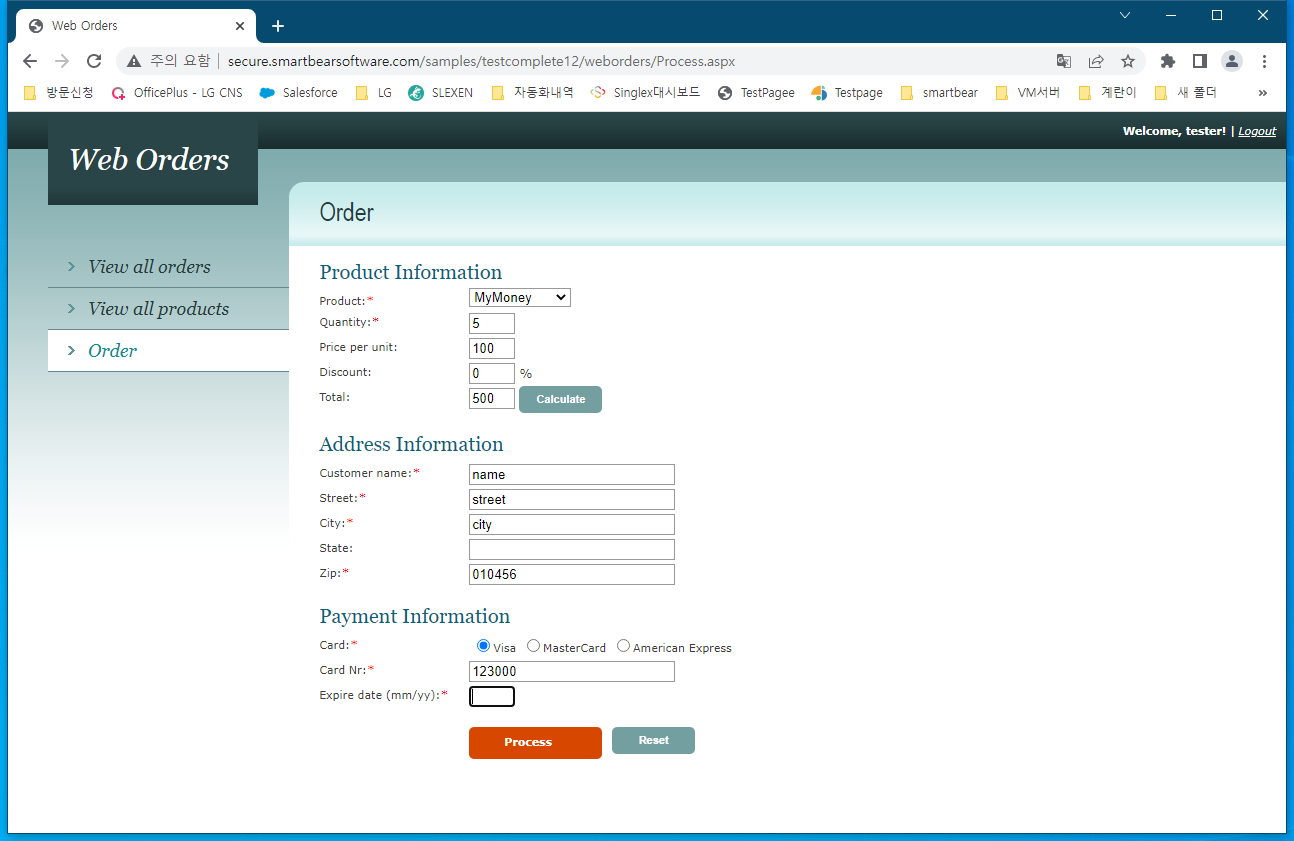 Web Orders
주의 요함 | secure.smartbearsoftware.com/samples/testcomplete12/weborders/Process.aspx
방문신청 OfficePlus - LG CNS Salesforce LG SLEXEN 자동화내역 Singlex대시보드 TestPagee Testpage smartbear VM서버 계란이 새 폴더 »
Welcome, tester! | Logout
Web Orders
View all orders
View all products
Order
Order
Product Information
Product:* MyMoney
Quantity:* 5
Price per unit: 100
Discount: 0 %
Total: 500 Calculate
Address Information
Customer name:* name
Street:* street
City:* city
State:
Zip:* 010456
Payment Information
Card:* Visa MasterCard American Express
Card Nr:* 123000
Expire date (mm/yy):*
Process Reset